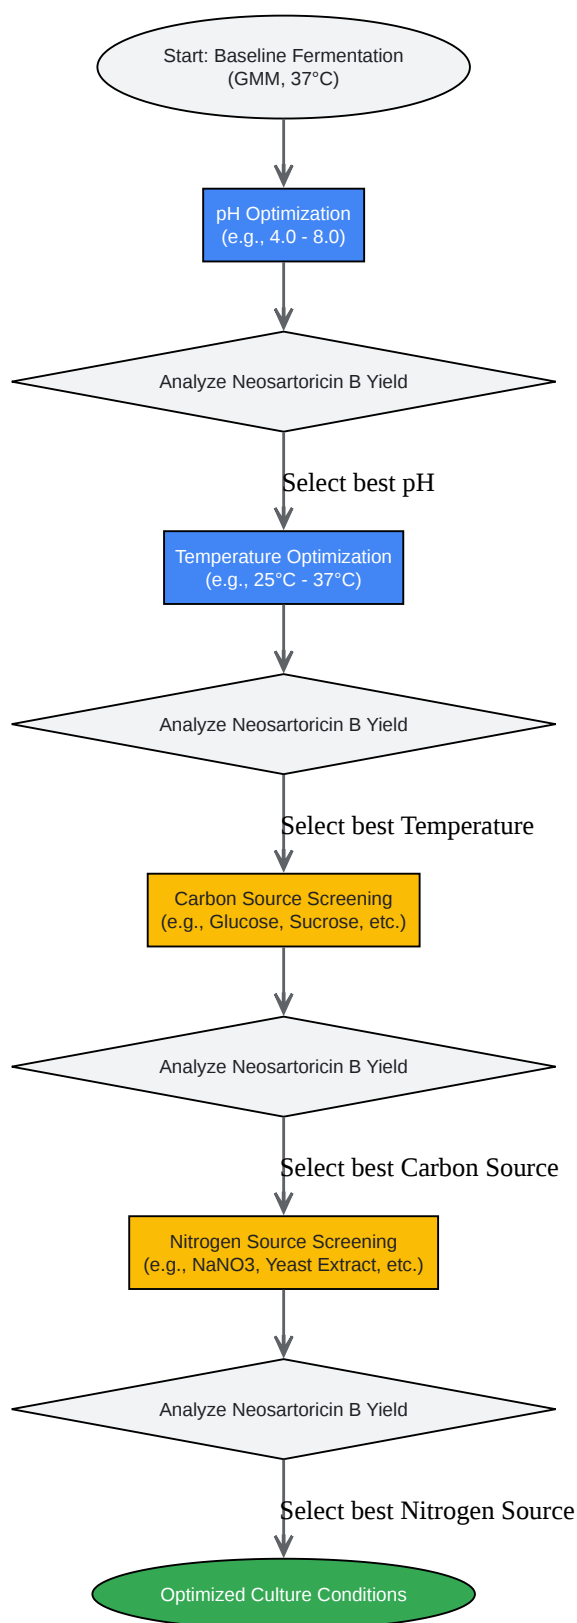 Start: Baseline Fermentation
(GMM, 37°C)
pH Optimization
(e.g., 4.0 - 8.0)
Analyze Neosartoricin B Yield
Select best pH
Temperature Optimization
(e.g., 25°C - 37°C)
Analyze Neosartoricin B Yield
Select best Temperature
Carbon Source Screening
(e.g., Glucose, Sucrose, etc.)
Analyze Neosartoricin B Yield
Select best Carbon Source
Nitrogen Source Screening
(e.g., NaNO3, Yeast Extract, etc.)
Analyze Neosartoricin B Yield
Select best Nitrogen Source
Optimized Culture Conditions